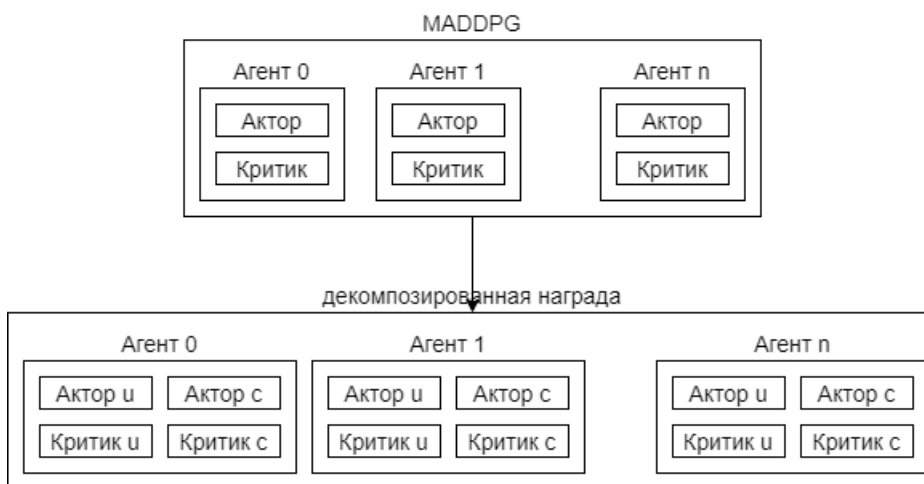 MADDPG
Агент 0 Агент 1 Агент n
Актор Актор Актор
Критик Критик Критик
декомпозированная награда
Агент 0 Агент 1 Агент n
Актор u Актор c Актор u Актор c Актор u Актор c
Критик u Критик c Критик u Критик c Критик u Критик c